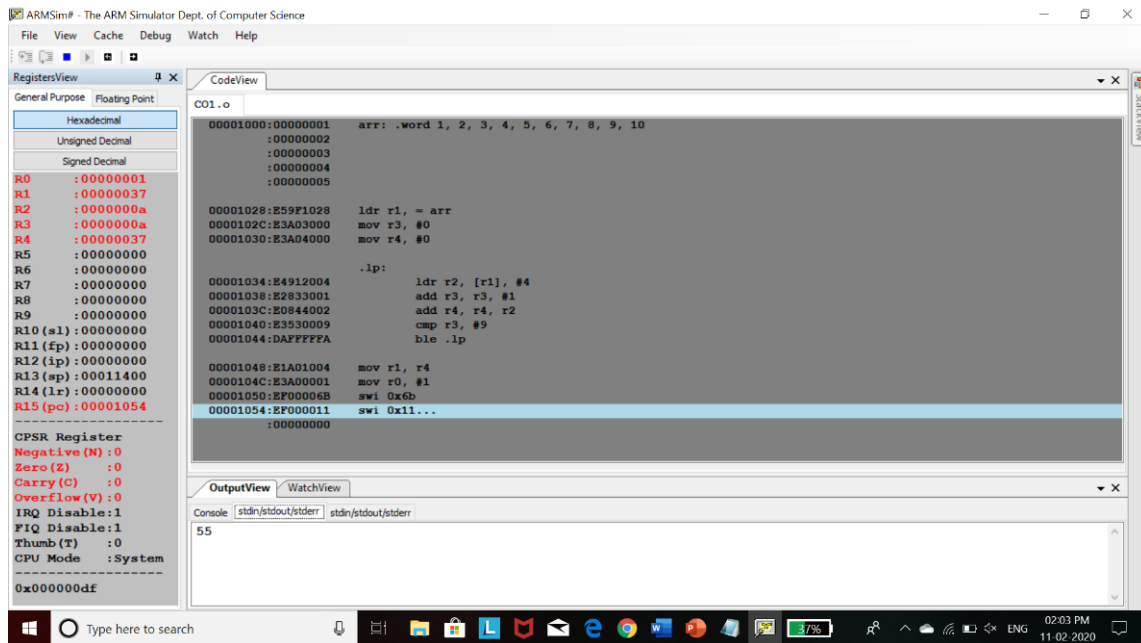 ARMSim# - The ARM Simulator Dept. of Computer Science
File View Cache Debug Watch Help
RegistersView
General Purpose Floating Point
Hexadecimal
Unsigned Decimal
Signed Decimal
R0 :00000001
R1 :00000037
R2 :0000000a
R3 :0000000a
R4 :00000037
R5 :00000000
R6 :00000000
R7 :00000000
R8 :00000000
R9 :00000000
R10(sl):00000000
R11(fp):00000000
R12(ip):00000000
R13(sp):00011400
R14(lr):00000000
R15(pc):00001054
--------------------
CPSR Register
Negative(N):0
Zero(Z) :0
Carry(C) :0
Overflow(V):0
IRQ Disable:1
FIQ Disable:1
Thumb(T) :0
CPU Mode :System
--------------------
0x000000df
CodeView
CO1.o
00001000:00000001 arr: .word 1, 2, 3, 4, 5, 6, 7, 8, 9, 10
:00000002
:00000003
:00000004
:00000005
00001028:E59F1028 ldr r1, = arr
0000102C:E3A03000 mov r3, #0
00001030:E3A04000 mov r4, #0
.lp:
00001034:E4912004 ldr r2, [r1], #4
00001038:E2833001 add r3, r3, #1
0000103C:E0844002 add r4, r4, r2
00001040:E3530009 cmp r3, #9
00001044:DAFFFFFA ble .lp
00001048:E1A01004 mov r1, r4
0000104C:E3A00001 mov r0, #1
00001050:EF00006B swi 0x6b
00001054:EF000011 swi 0x11...
:00000000
StackView
OutputView WatchView
Console stdin/stdout/stderr stdin/stdout/stderr
55
Type here to search
37%
ENG
02:03 PM
11-02-2020